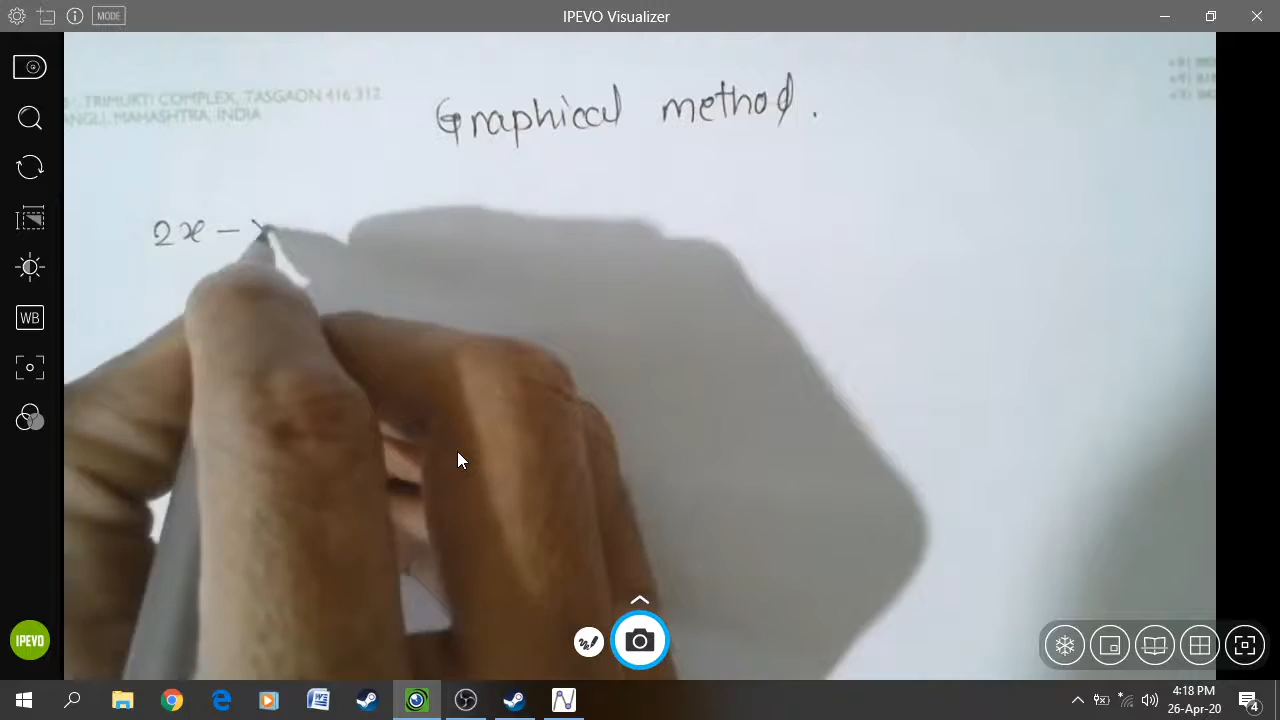 IPEVO Visualizer
MODE
TRIMURTI COMPLEX, TASGAON 416 312
MAHASHTRA, INDIA
Graphical method.
2x -
WB
IPEVO
4:18 PM
26-Apr-20
4